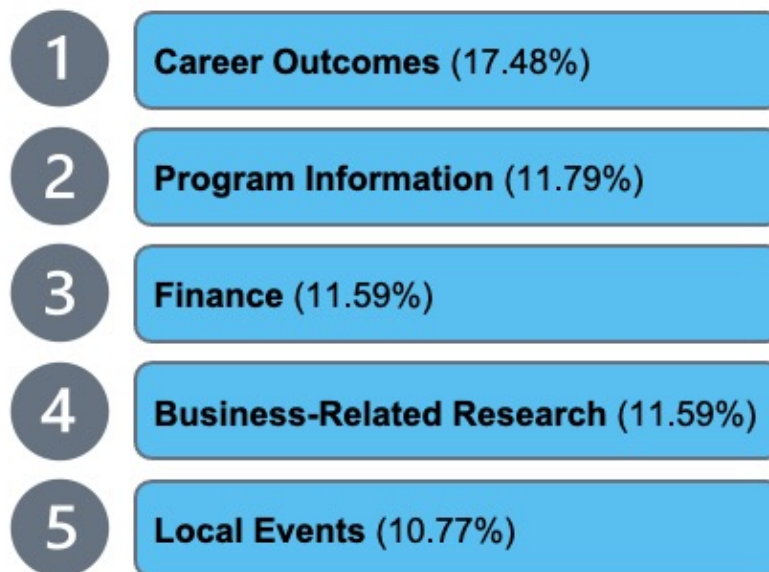 1 Career Outcomes (17.48%)
2 Program Information (11.79%)
3 Finance (11.59%)
4 Business-Related Research (11.59%)
5 Local Events (10.77%)